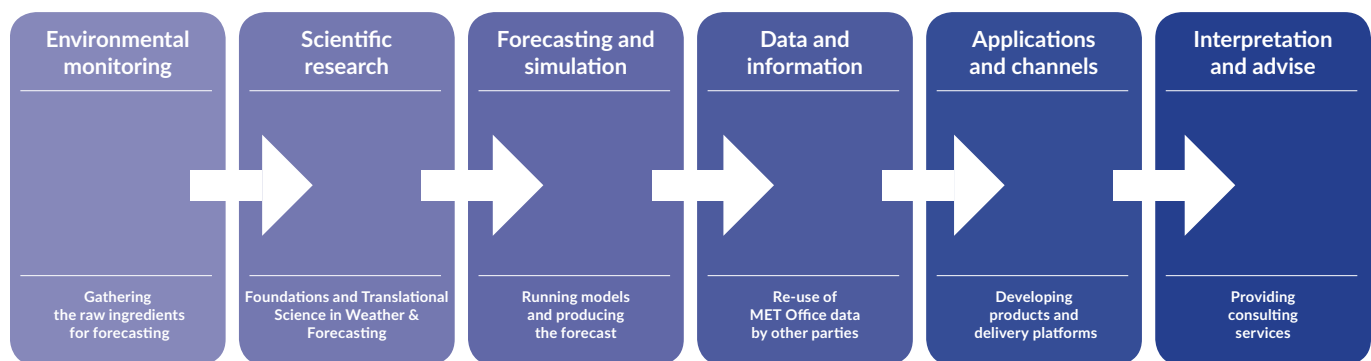 Environmental
monitoring
Gathering
the raw ingredients
for forecasting
Scientific
research
Foundations and Translational
Science in Weather &
Forecasting
Forecasting and
simulation
Running models
and producing
the forecast
Data and
information
Re-use of
MET Office data
by other parties
Applications
and channels
Developing
products and
delivery platforms
Interpretation
and advise
Providing
consulting
services